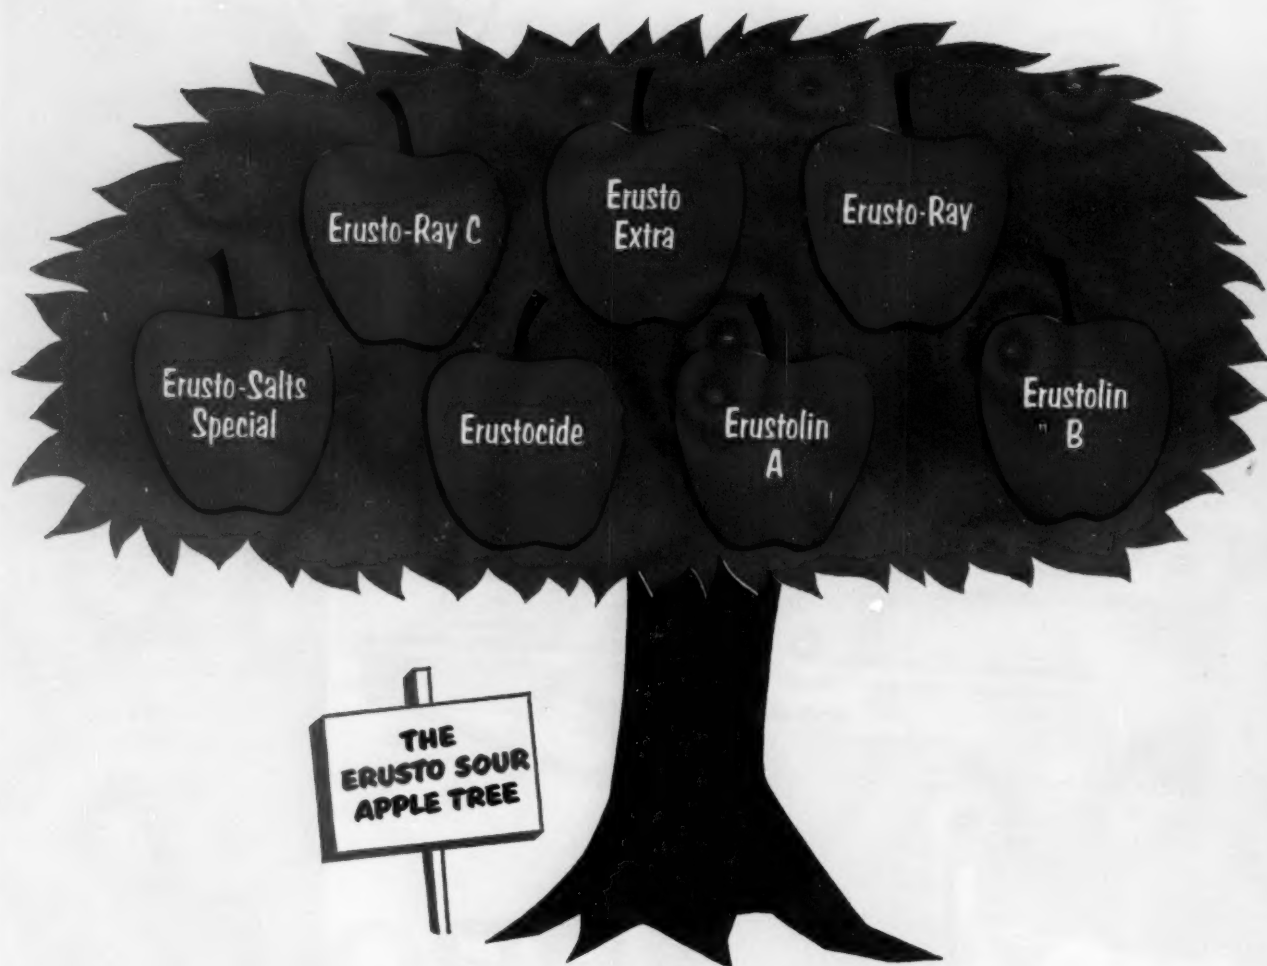 Erusto-Ray C
Erusto
Extra
Erusto-Ray
Erusto-Salts
Special
Erustocide
Erustolin
A
Erustolin
B
THE
ERUSTO SOUR
APPLE TREE